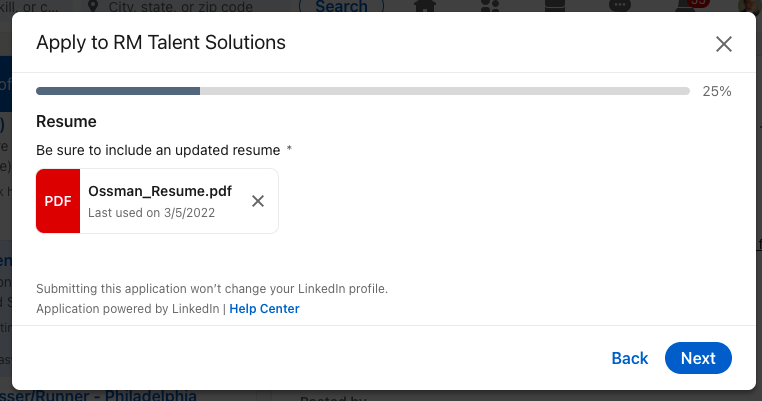 kill, or c...
City, state, or zip code
Search
Apply to RM Talent Solutions
25%
Resume
Be sure to include an updated resume *
PDF
Ossman_Resume.pdf
Last used on 3/5/2022
Submitting this application won't change your LinkedIn profile.
Application powered by LinkedIn | Help Center
Back
Next
sser/Runner - Philadelphia
Posted by